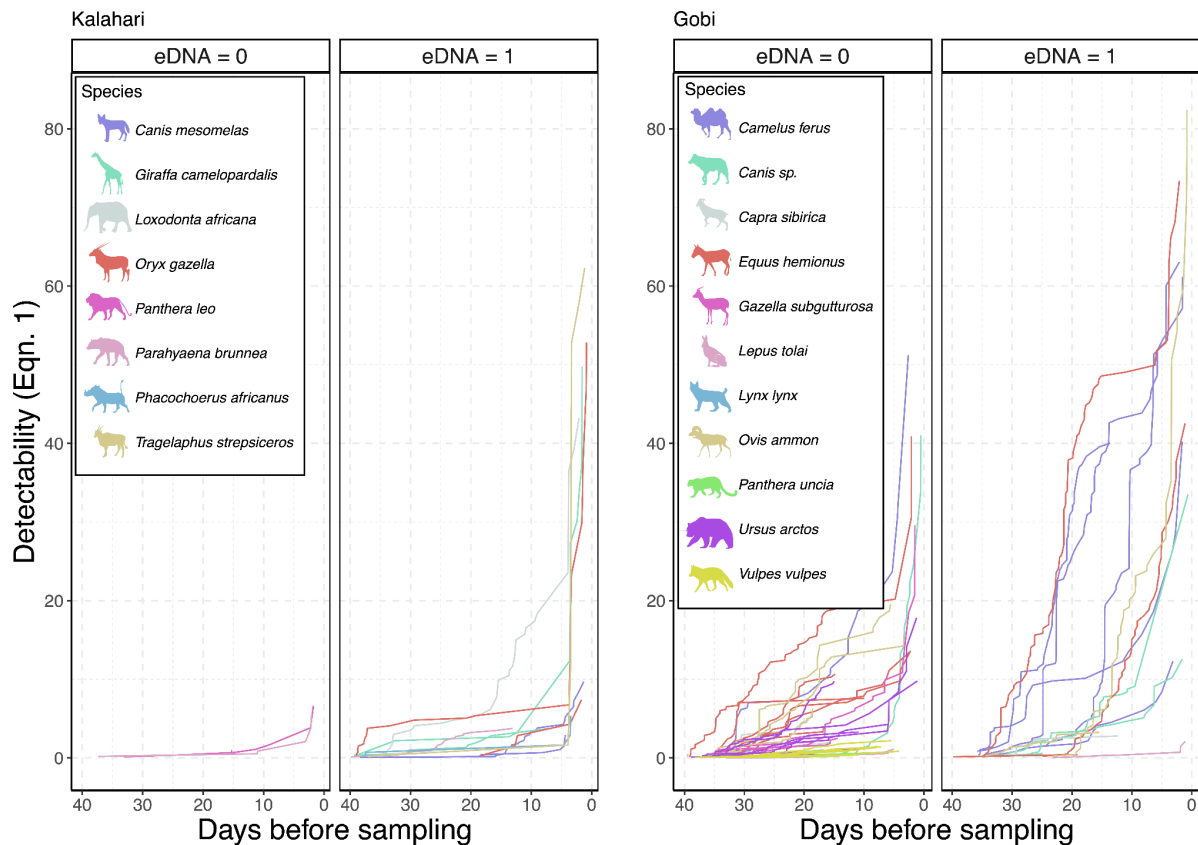 Kalahari
Gobi
eDNA = 0
eDNA = 1
eDNA = 0
eDNA = 1
Detectability (Eqn. 1)
80
60
40
20
0
Species
Canis mesomelas
Giraffa camelopardalis
Loxodonta africana
Oryx gazella
Panthera leo
Parahyaena brunnea
Phacochoerus africanus
Tragelaphus strepsiceros
40 30 20 10 0
40 30 20 10 0
Days before sampling
80
60
40
20
0
Species
Camelus ferus
Canis sp.
Capra sibirica
Equus hemionus
Gazella subgutturosa
Lepus tolai
Lynx lynx
Ovis ammon
Panthera uncia
Ursus arctos
Vulpes vulpes
40 30 20 10 0
40 30 20 10 0
Days before sampling